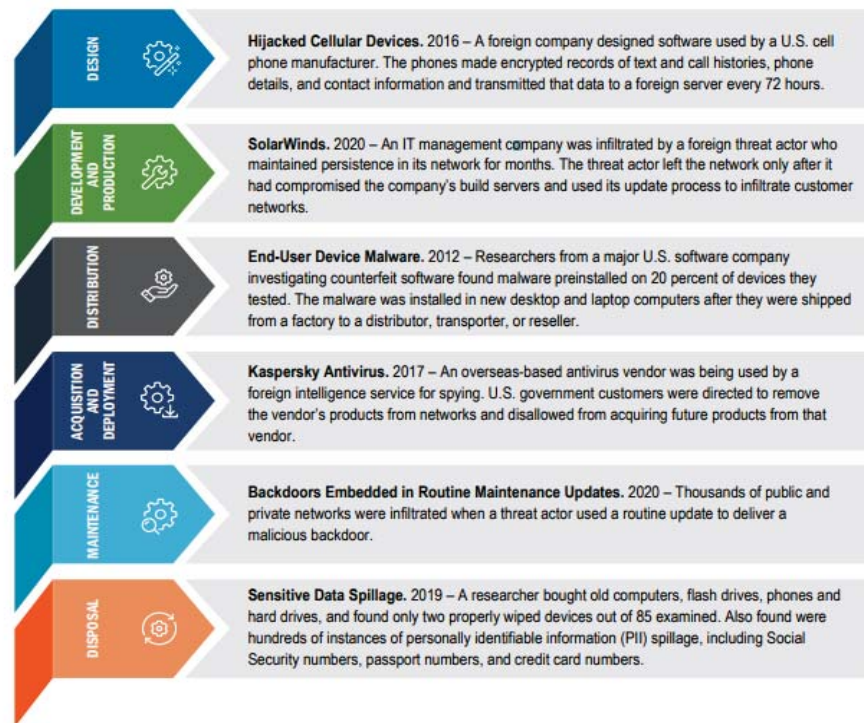 DESIGN
Hijacked Cellular Devices. 2016 – A foreign company designed software used by a U.S. cell
phone manufacturer. The phones made encrypted records of text and call histories, phone
details, and contact information and transmitted that data to a foreign server every 72 hours.
DEVELOPMENT
AND
PRODUCTION
SolarWinds. 2020 – An IT management company was infiltrated by a foreign threat actor who
maintained persistence in its network for months. The threat actor left the network only after it
had compromised the company's build servers and used its update process to infiltrate customer
networks.
DISTRIBUTION
End-User Device Malware. 2012 – Researchers from a major U.S. software company
investigating counterfeit software found malware preinstalled on 20 percent of devices they
tested. The malware was installed in new desktop and laptop computers after they were shipped
from a factory to a distributor, transporter, or reseller.
ACQUISITION
AND
DEPLOYMENT
Kaspersky Antivirus. 2017 – An overseas-based antivirus vendor was being used by a
foreign intelligence service for spying. U.S. government customers were directed to remove
the vendor's products from networks and disallowed from acquiring future products from that
vendor.
MAINTENANCE
Backdoors Embedded in Routine Maintenance Updates. 2020 – Thousands of public and
private networks were infiltrated when a threat actor used a routine update to deliver a
malicious backdoor.
DISPOSAL
Sensitive Data Spillage. 2019 – A researcher bought old computers, flash drives, phones and
hard drives, and found only two properly wiped devices out of 85 examined. Also found were
hundreds of instances of personally identifiable information (PII) spillage, including Social
Security numbers, passport numbers, and credit card numbers.